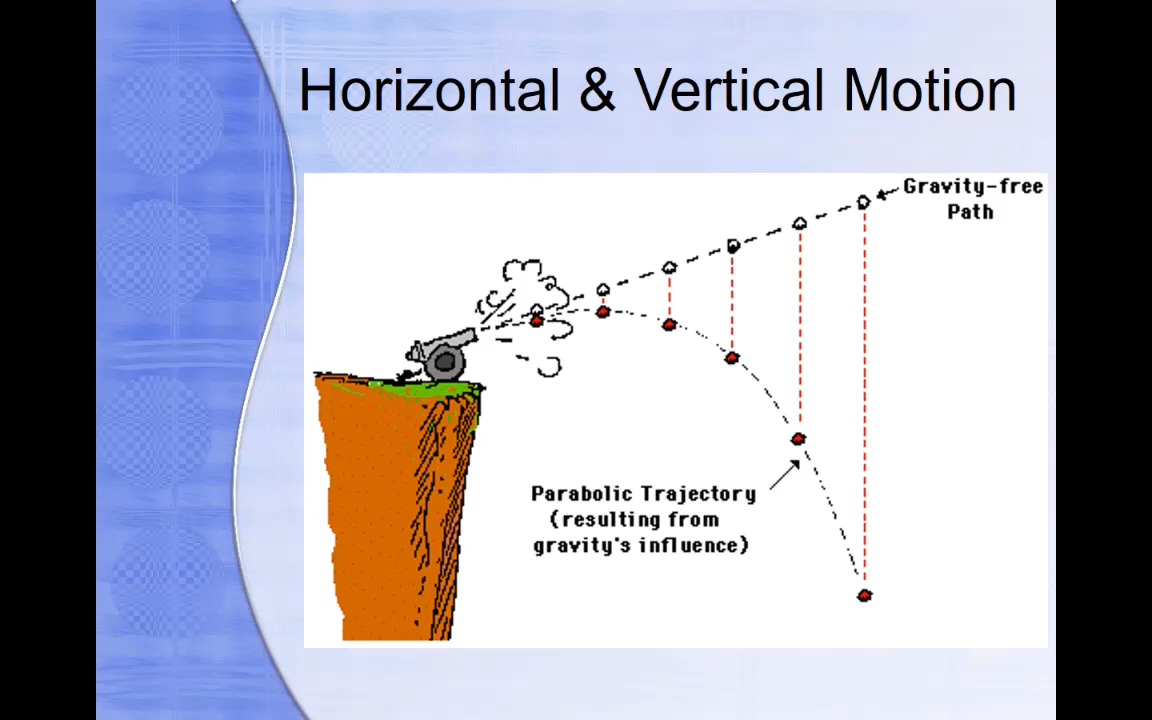 Horizontal & Vertical Motion
Gravity-free
Path
Parabolic Trajectory
(resulting from
gravity's influence)